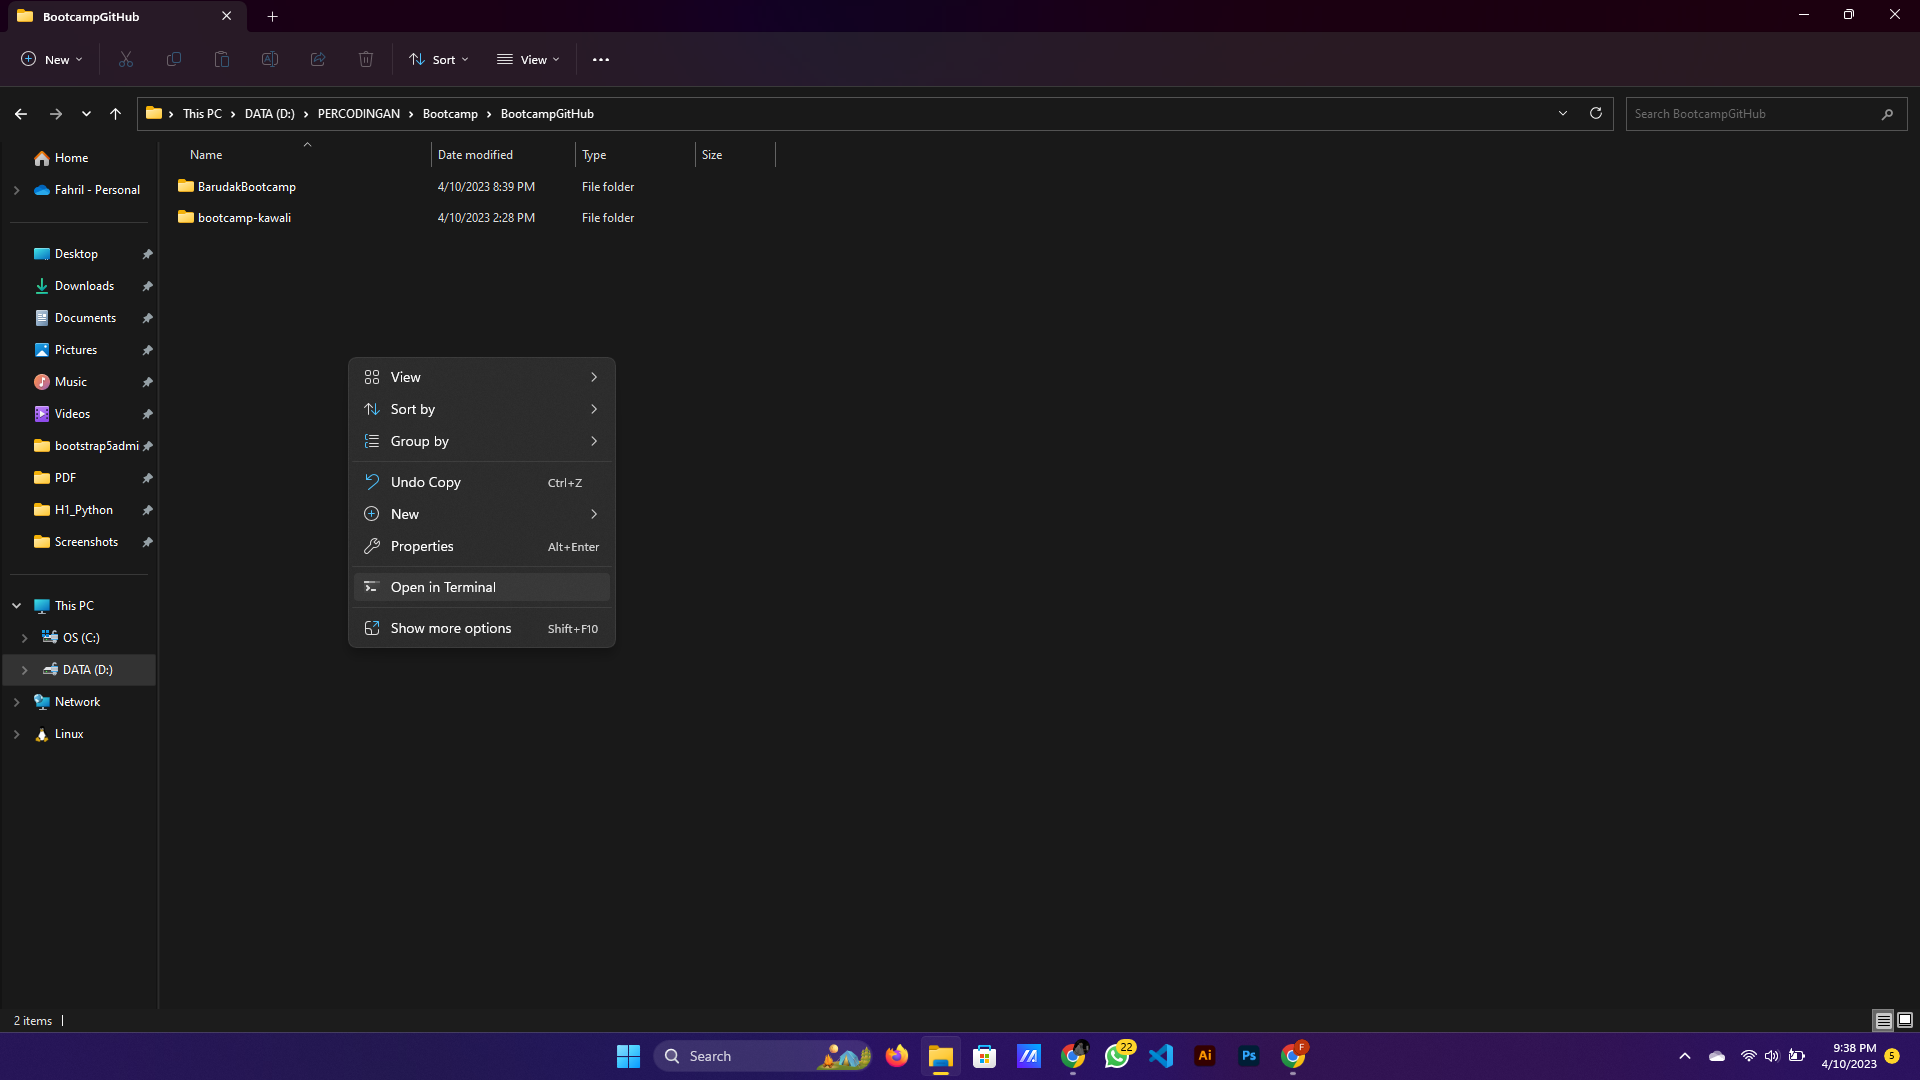 BootcampGitHub
New
Sort
View
This PC
DATA (D:)
PERCODINGAN
Bootcamp
BootcampGitHub
Search BootcampGitHub
Name
Date modified
Type
Size
BarudakBootcamp
4/10/2023 8:39 PM
File folder
bootcamp-kawali
4/10/2023 2:28 PM
File folder
Home
Fahril - Personal
Desktop
Downloads
Documents
Pictures
Music
Videos
bootstrap5admi
PDF
H1_Python
Screenshots
This PC
OS (C:)
DATA (D:)
Network
Linux
View
Sort by
Group by
Undo Copy Ctrl+Z
New
Properties Alt+Enter
Open in Terminal
Show more options Shift+F10
2 items
Search
22
Ai
Ps
F
9:38 PM
4/10/2023
5